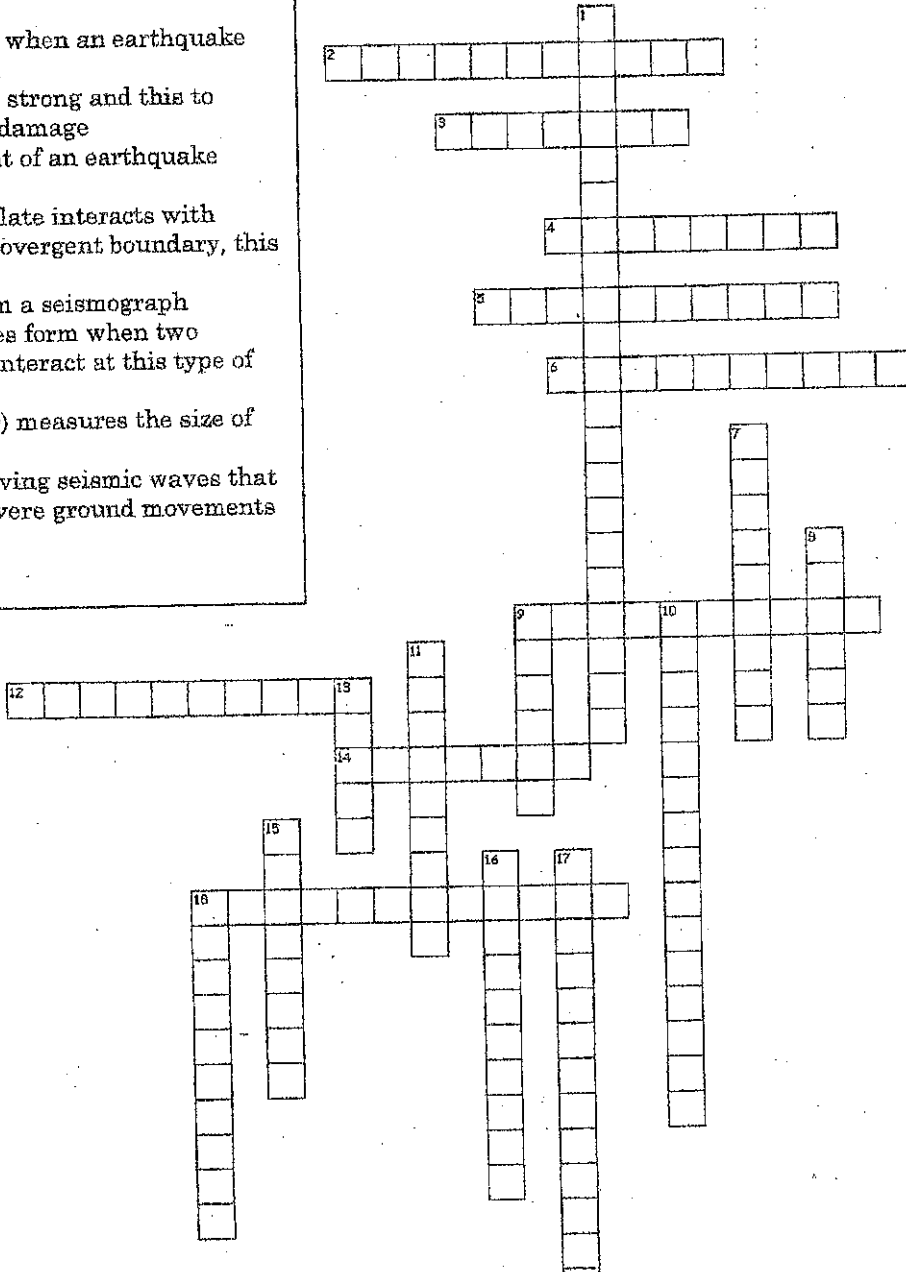 when an earthquake
strong and this to
damage
t of an earthquake
late interacts with
overgent boundary, this
n a seismograph
es form when two
nteract at this type of
) measures the size of
ving seismic waves that
vere ground movements
1
2
3
4
5
6
7
8
9
10
11
12
13
14
15
16
17
18